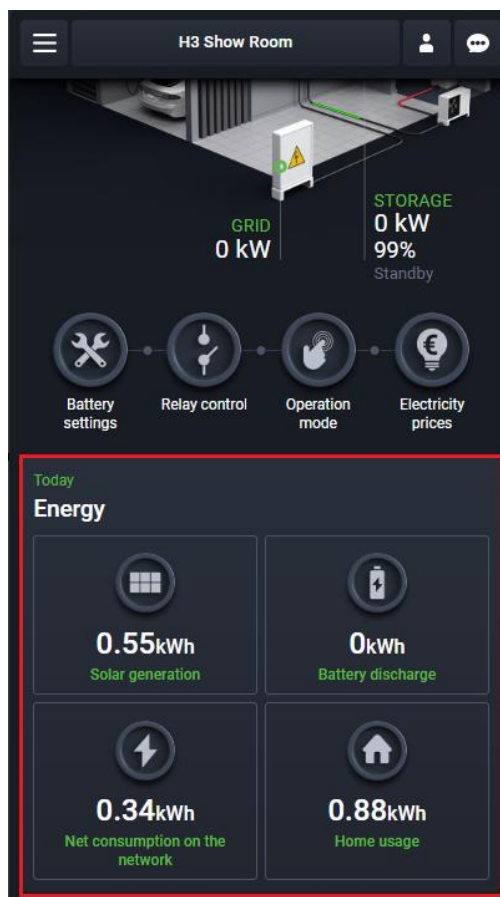 H3 Show Room
GRID
0 kW
STORAGE
0 kW
99%
Standby
Battery
settings
Relay control
Operation
mode
Electricity
prices
Today
Energy
0.55kWh
Solar generation
0kWh
Battery discharge
0.34kWh
Net consumption on the
network
0.88kWh
Home usage